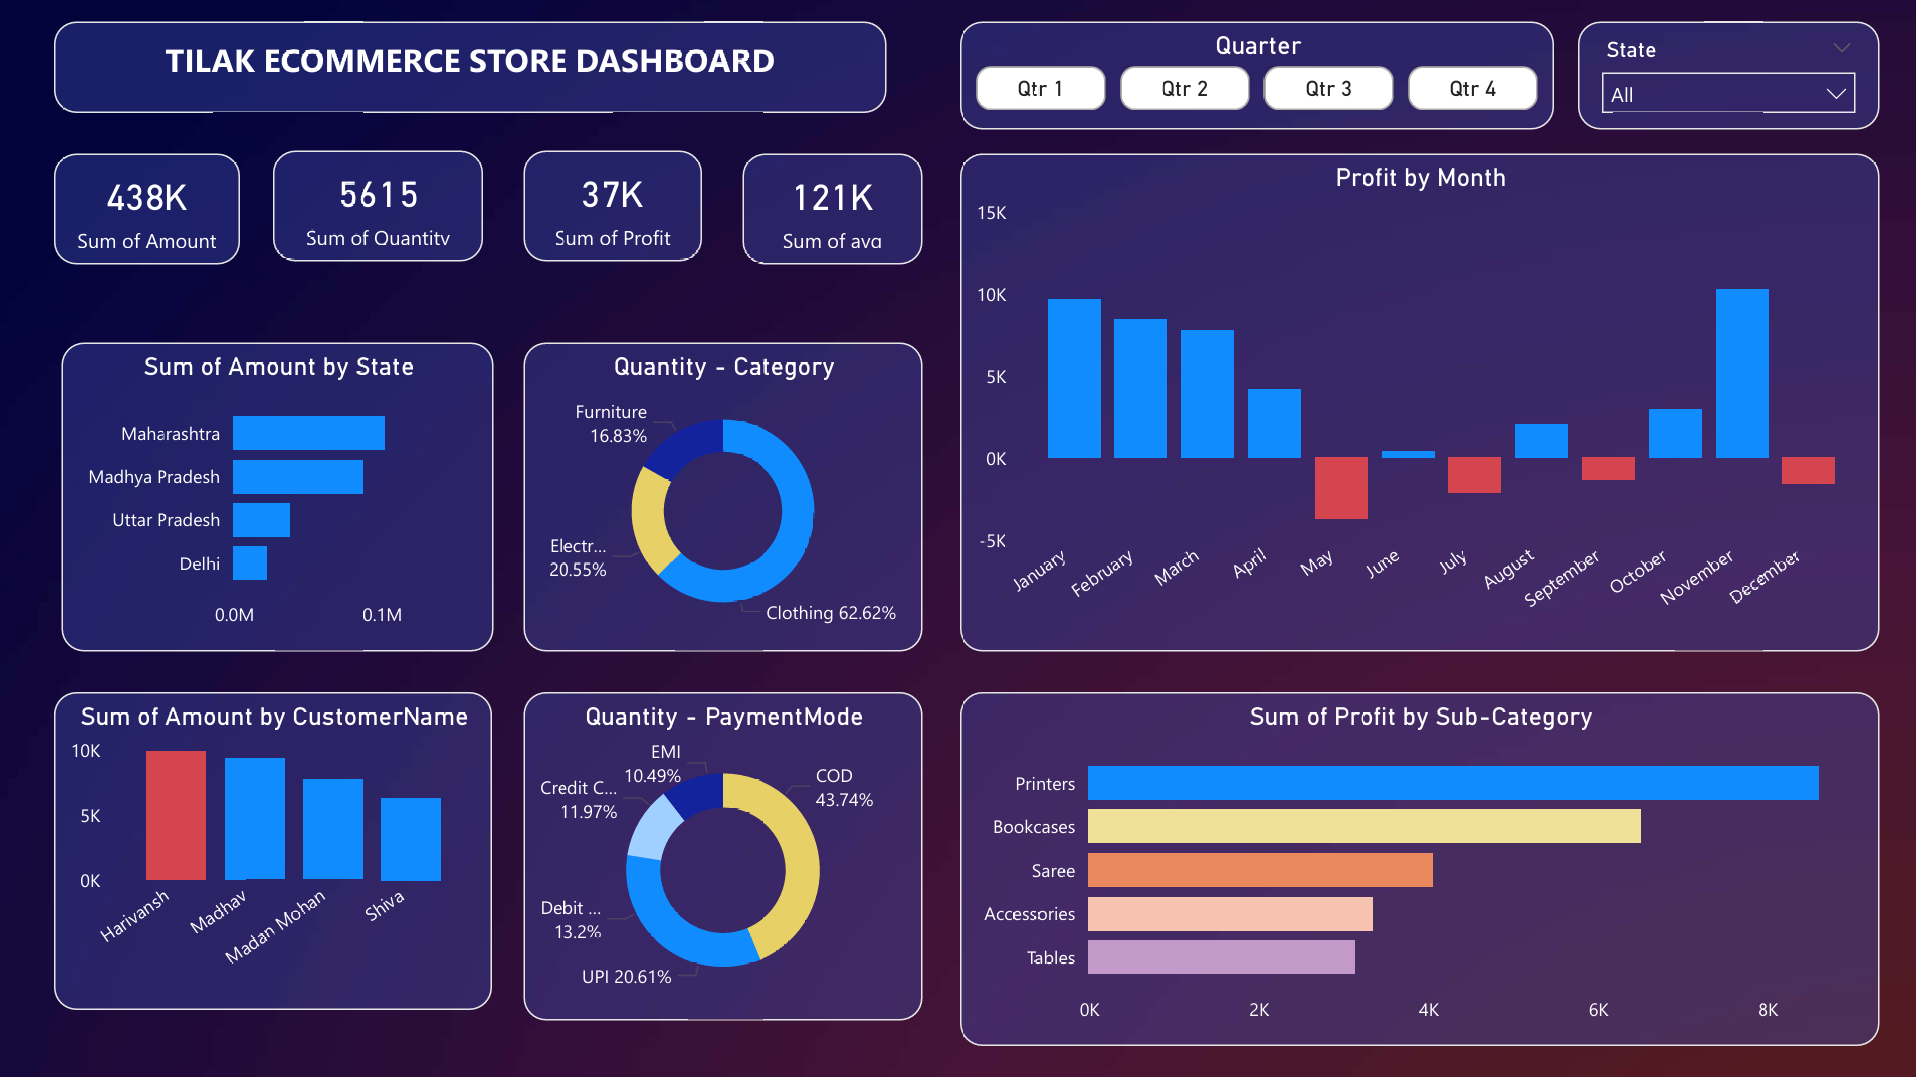 TILAK ECOMMERCE STORE DASHBOARD
Quarter
Qtr 1
Qtr 2
Qtr 3
Qtr 4
State
All
438K
Sum of Amount
5615
Sum of Quantity
37K
Sum of Profit
121K
Sum of avg
Profit by Month
15K
10K
5K
0K
-5K
January
February
March
April
May
June
July
August
September
October
November
December
Sum of Amount by State
Maharashtra
Madhya Pradesh
Uttar Pradesh
Delhi
0.0M
0.1M
Quantity - Category
Furniture
16.83%
Electr...
20.55%
Clothing 62.62%
Sum of Amount by CustomerName
10K
5K
0K
Harivansh
Madhav
Madan Mohan
Shiva
Quantity - PaymentMode
EMI
10.49%
COD
43.74%
Credit C...
11.97%
Debit ...
13.2%
UPI 20.61%
Sum of Profit by Sub-Category
Printers
Bookcases
Saree
Accessories
Tables
0K
2K
4K
6K
8K